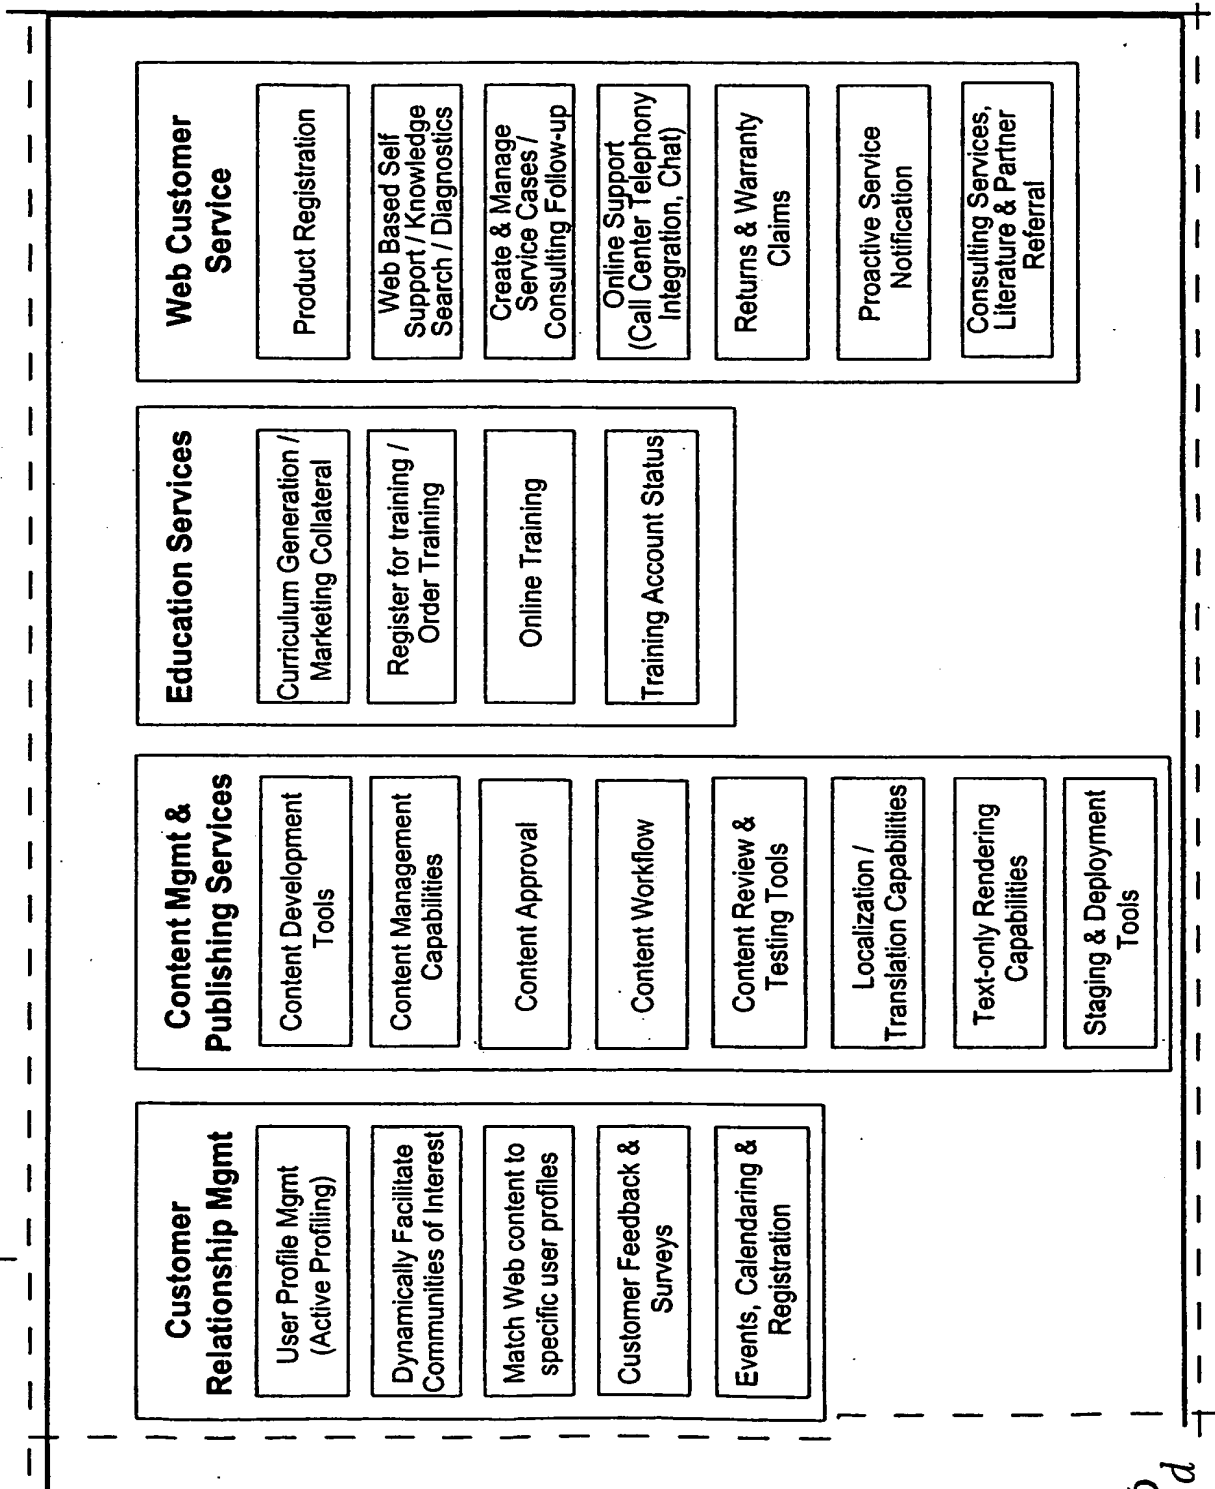 Customer
Relationship Mgmt
User Profile Mgmt
(Active Profiling)
Dynamically Facilitate
Communities of Interest
Match Web content to
specific user profiles
Customer Feedback &
Surveys
Events, Calendaring &
Registration
Content Mgmt &
Publishing Services
Content Development
Tools
Content Management
Capabilities
Content Approval
Content Workflow
Content Review &
Testing Tools
Localization /
Translation Capabilities
Text-only Rendering
Capabilities
Staging & Deployment
Tools
Education Services
Curriculum Generation /
Marketing Collateral
Register for training /
Order Training
Online Training
Training Account Status
Web Customer
Service
Product Registration
Web Based Self
Support / Knowledge
Search / Diagnostics
Create & Manage
Service Cases /
Consulting Follow-up
Online Support
(Call Center Telephony
Integration, Chat)
Returns & Warranty
Claims
Proactive Service
Notification
Consulting Services,
Literature & Partner
Referral